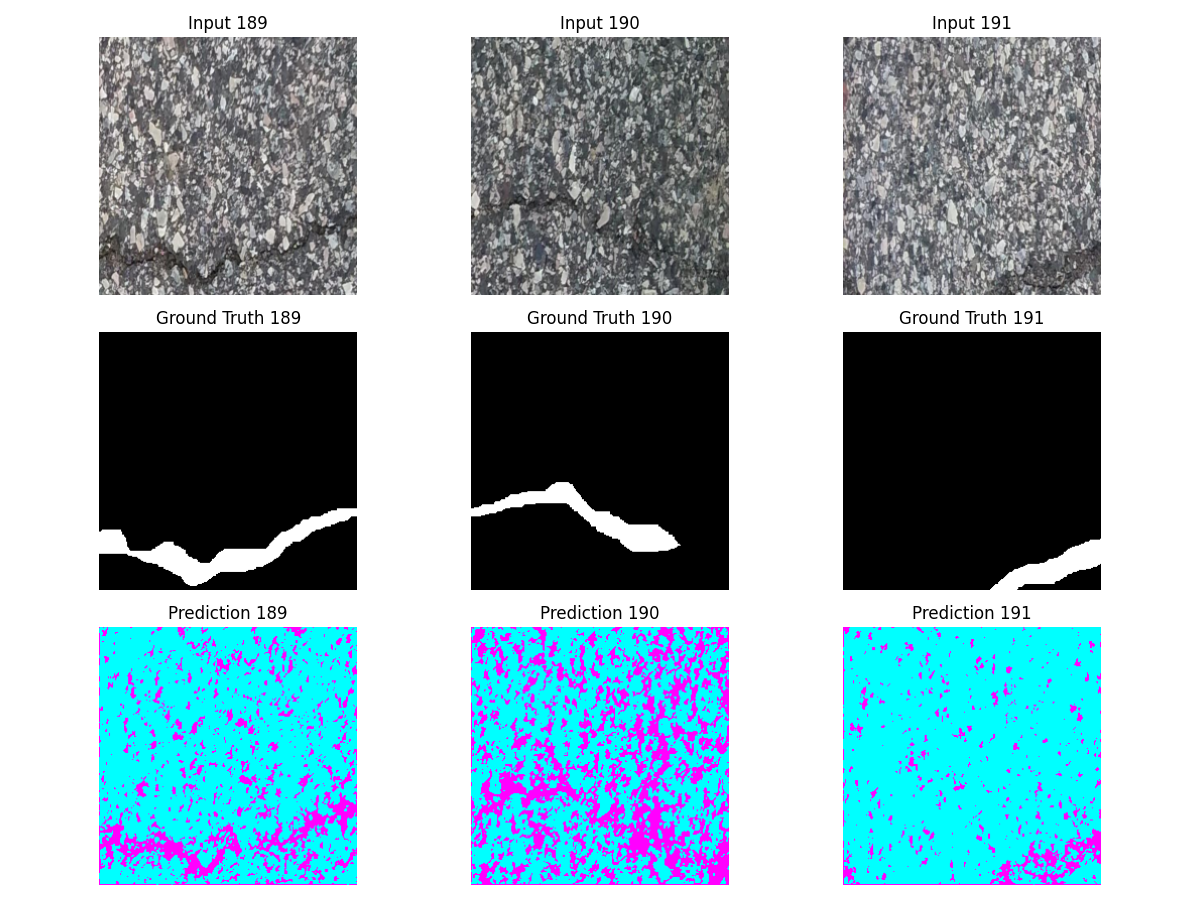 Input 189
Input 190
Input 191
Ground Truth 189
Ground Truth 190
Ground Truth 191
Prediction 189
Prediction 190
Prediction 191